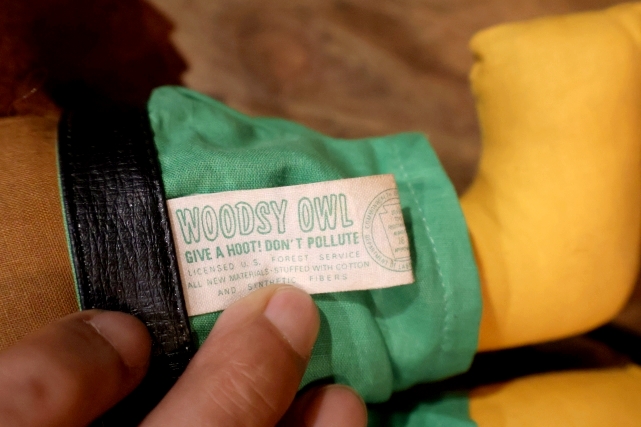 WOODSY OWL
GIVE A HOOT! DON'T POLLUTE
LICENSED U.S. FOREST SERVICE
ALL NEW MATERIALS - STUFFED WITH COTTON
AND SYNTHETIC FIBERS